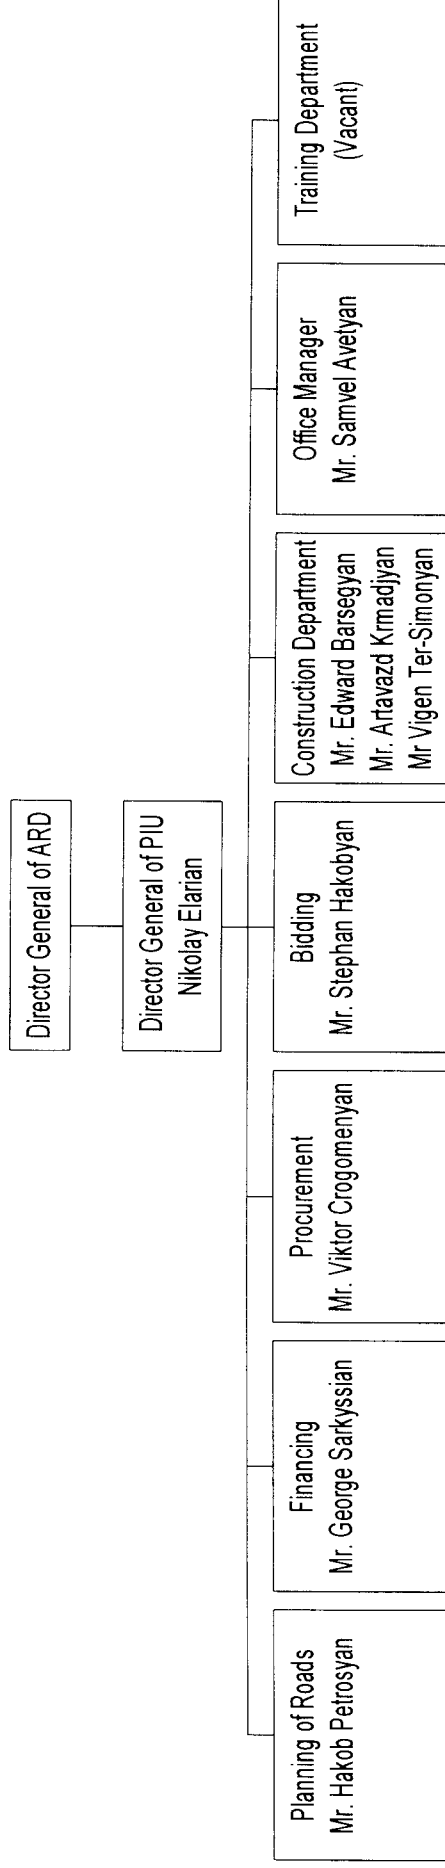 Director General of ARD
Director General of PIU
Nikolay Elarian
Planning of Roads
Mr. Hakob Petrosyan
Financing
Mr. George Sarkyssian
Procurement
Mr. Viktor Crogomenyan
Bidding
Mr. Stephan Hakobyan
Construction Department
Mr. Edward Barsegyan
Mr. Artavazd Krmadjyan
Mr Vigen Ter-Simonyan
Office Manager
Mr. Samvel Avetyan
Training Department
(Vacant)